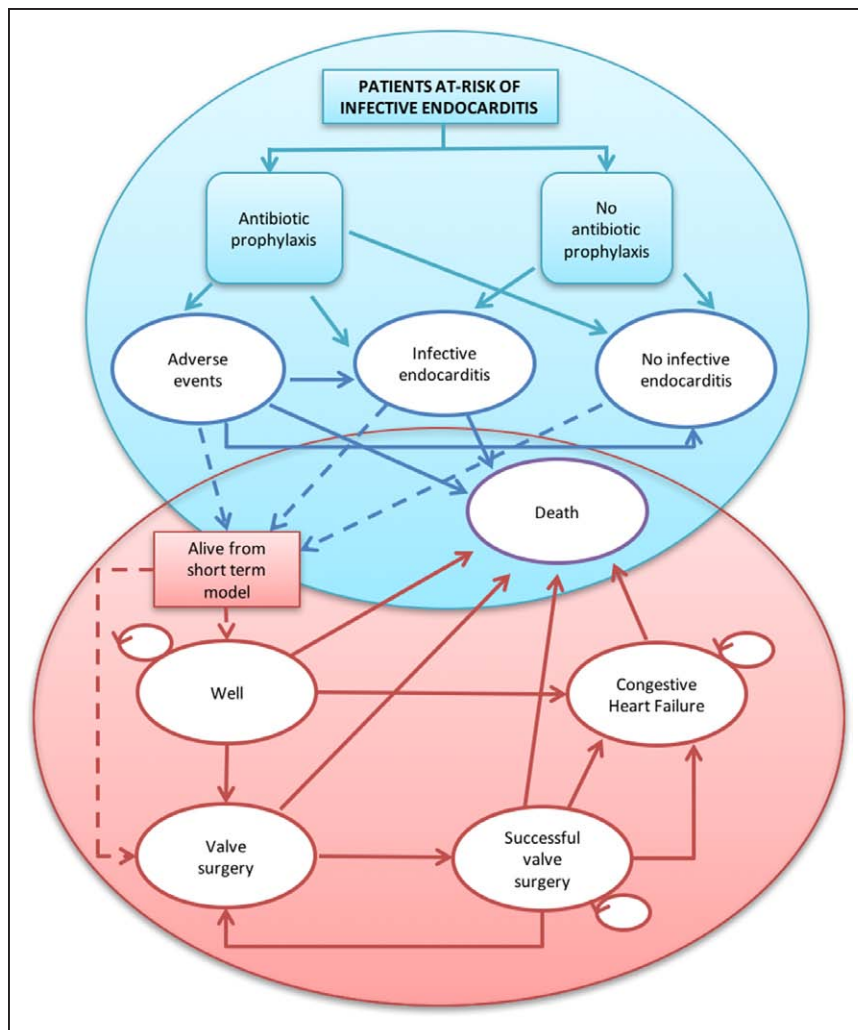 PATIENTS AT-RISK OF
INFECTIVE ENDOCARDITIS
Antibiotic
prophylaxis
No
antibiotic
prophylaxis
Adverse
events
Infective
endocarditis
No infective
endocarditis
Death
Alive from
short term
model
Well
Congestive
Heart Failure
Valve
surgery
Successful
valve
surgery